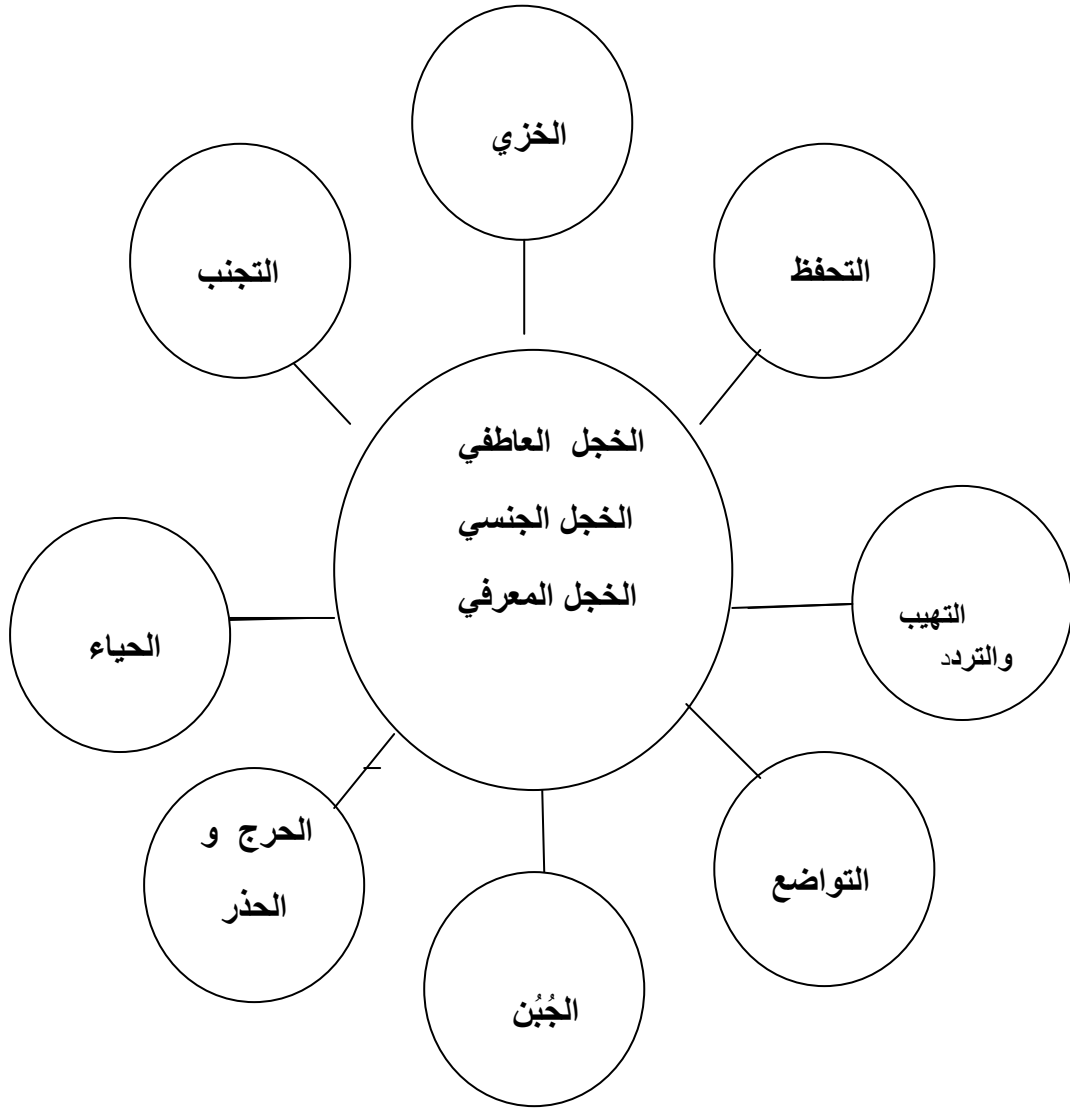 الخزي
التحفظ
التجنب
الخجل العاطفي
الخجل الجنسي
الخجل المعرفي
التهيب
والتردد
الحياء
الحرج و
الحذر
التواضع
الجُبُن